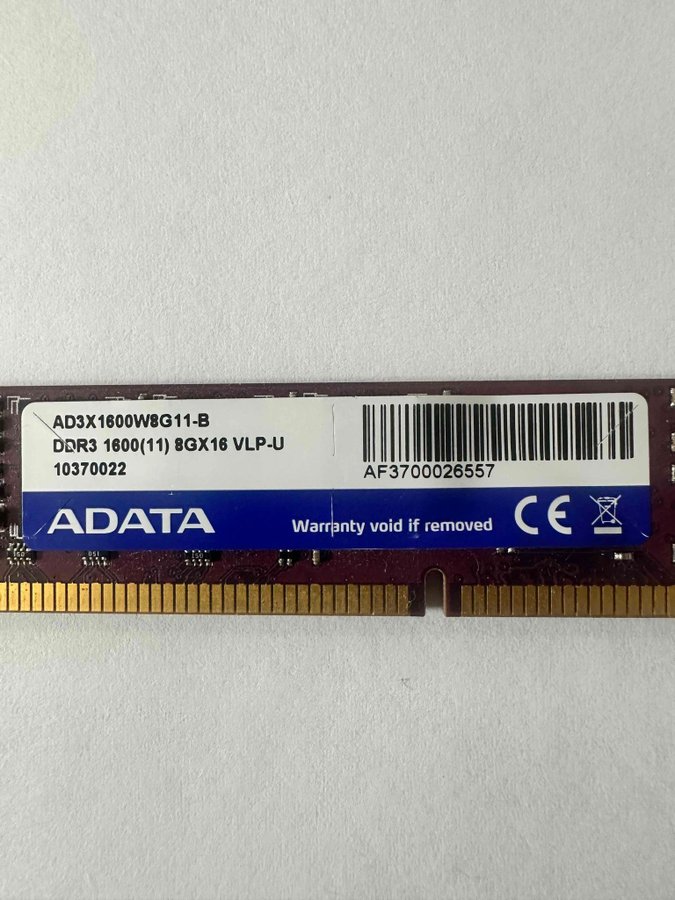 AD3X1600W8G11-B
DDR3 1600(11) 8GX16 VLP-U
10370022
AF3700026557
ADATA
Warranty void if removed
CE